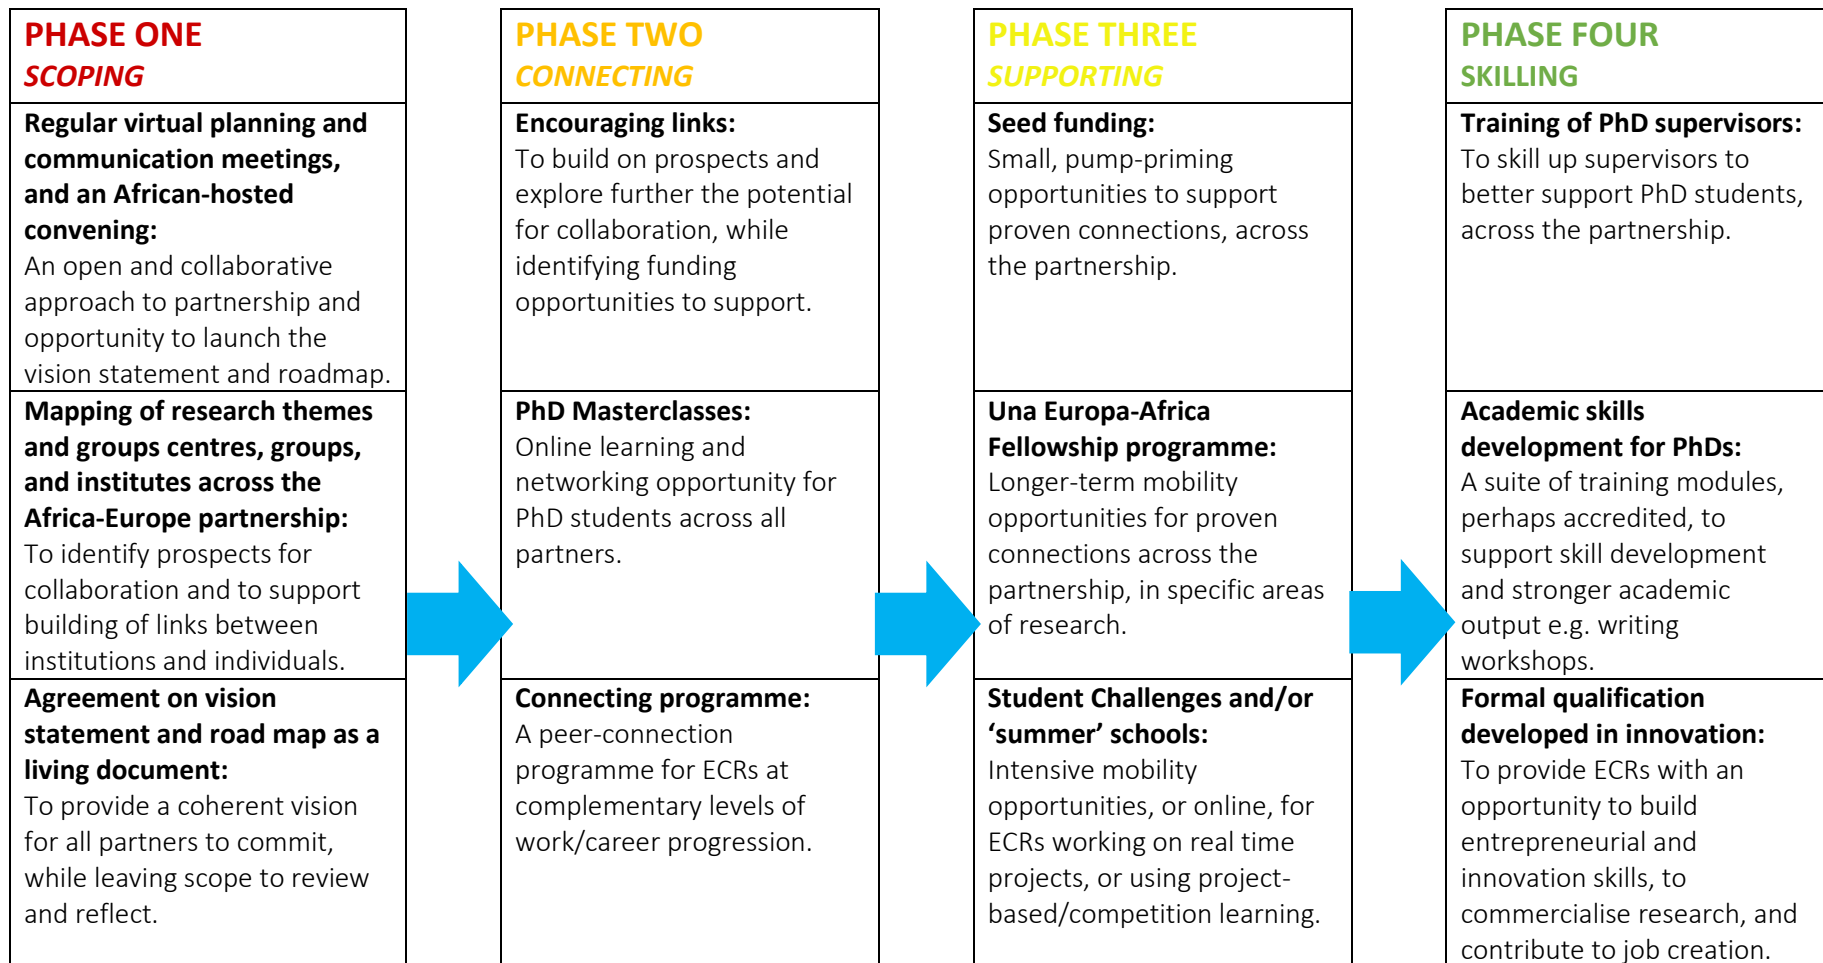 PHASE ONE
SCOPING
Regular virtual planning and
communication meetings,
and an African-hosted
convening:
An open and collaborative
approach to partnership and
opportunity to launch the
vision statement and roadmap.
Mapping of research themes
and groups centres, groups,
and institutes across the
Africa-Europe partnership:
To identify prospects for
collaboration and to support
building of links between
institutions and individuals.
Agreement on vision
statement and road map as a
living document:
To provide a coherent vision
for all partners to commit,
while leaving scope to review
and reflect.
PHASE TWO
CONNECTING
Encouraging links:
To build on prospects and
explore further the potential
for collaboration, while
identifying funding
opportunities to support.
PhD Masterclasses:
Online learning and
networking opportunity for
PhD students across all
partners.
Connecting programme:
A peer-connection
programme for ECRs at
complementary levels of
work/career progression.
PHASE THREE
SUPPORTING
Seed funding:
Small, pump-priming
opportunities to support
proven connections, across
the partnership.
Una Europa-Africa
Fellowship programme:
Longer-term mobility
opportunities for proven
connections across the
partnership, in specific areas
of research.
Student Challenges and/or
‘summer’ schools:
Intensive mobility
opportunities, or online, for
ECRs working on real time
projects, or using project-
based/competition learning.
PHASE FOUR
SKILLING
Training of PhD supervisors:
To skill up supervisors to
better support PhD students,
across the partnership.
Academic skills
development for PhDs:
A suite of training modules,
perhaps accredited, to
support skill development
and stronger academic
output e.g. writing
workshops.
Formal qualification
developed in innovation:
To provide ECRs with an
opportunity to build
entrepreneurial and
innovation skills, to
commercialise research, and
contribute to job creation.